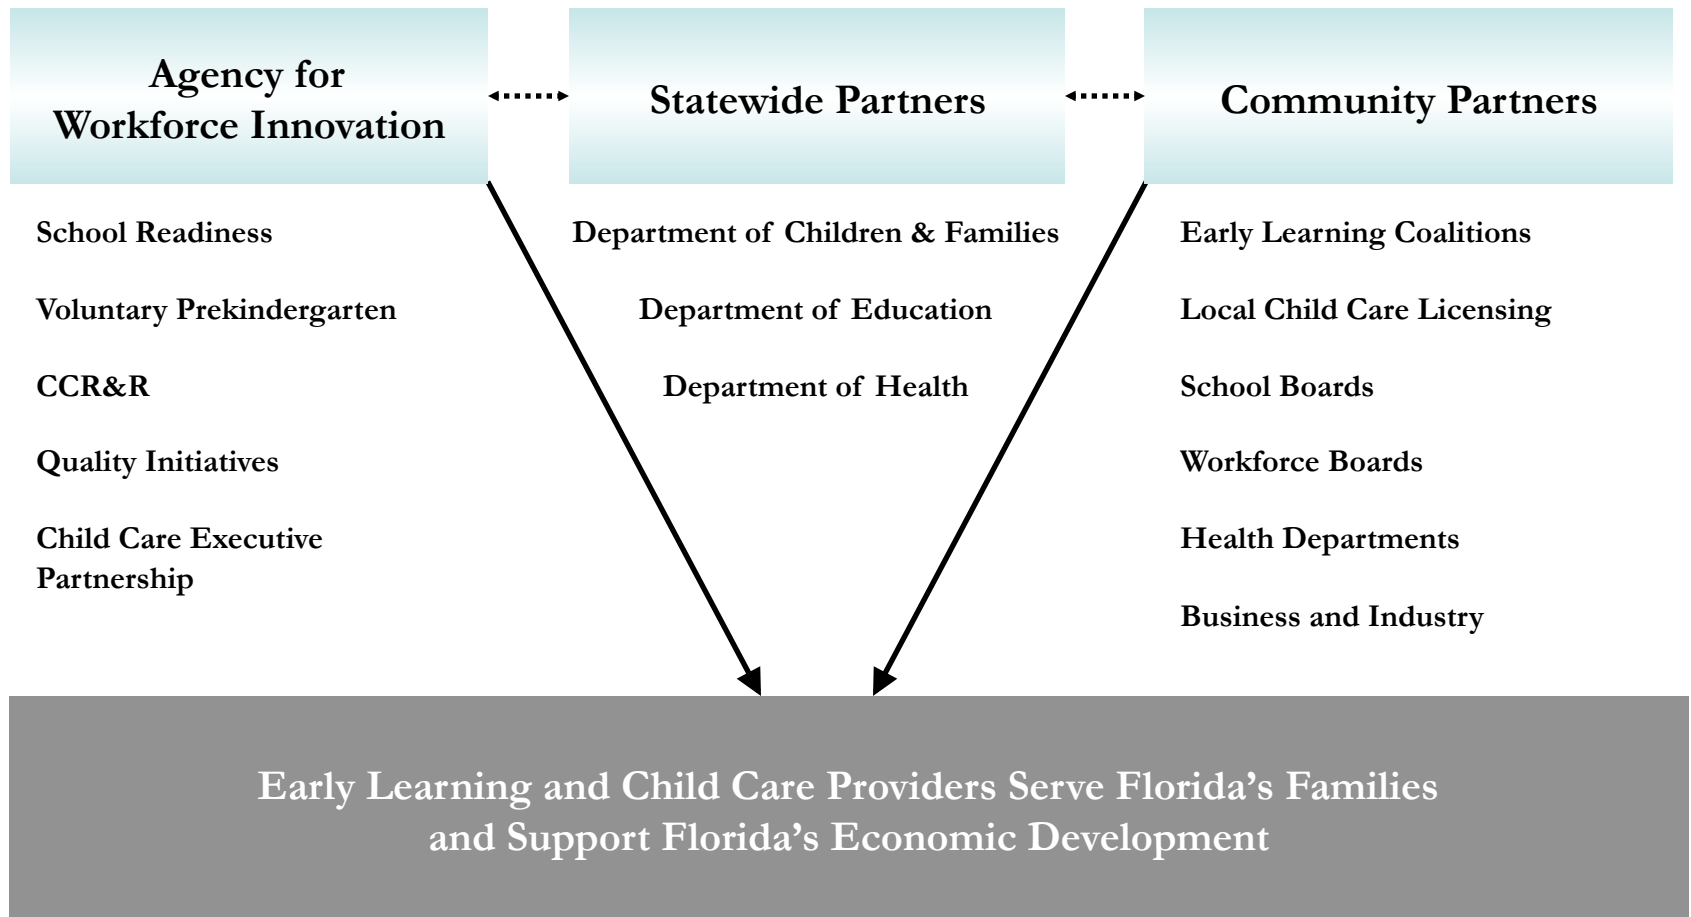 Agency for
Workforce Innovation
Statewide Partners
Community Partners
School Readiness
Voluntary Prekindergarten
CCR&R
Quality Initiatives
Child Care Executive
Partnership
Department of Children & Families
Department of Education
Department of Health
Early Learning Coalitions
Local Child Care Licensing
School Boards
Workforce Boards
Health Departments
Business and Industry
Early Learning and Child Care Providers Serve Florida’s Families
and Support Florida’s Economic Development